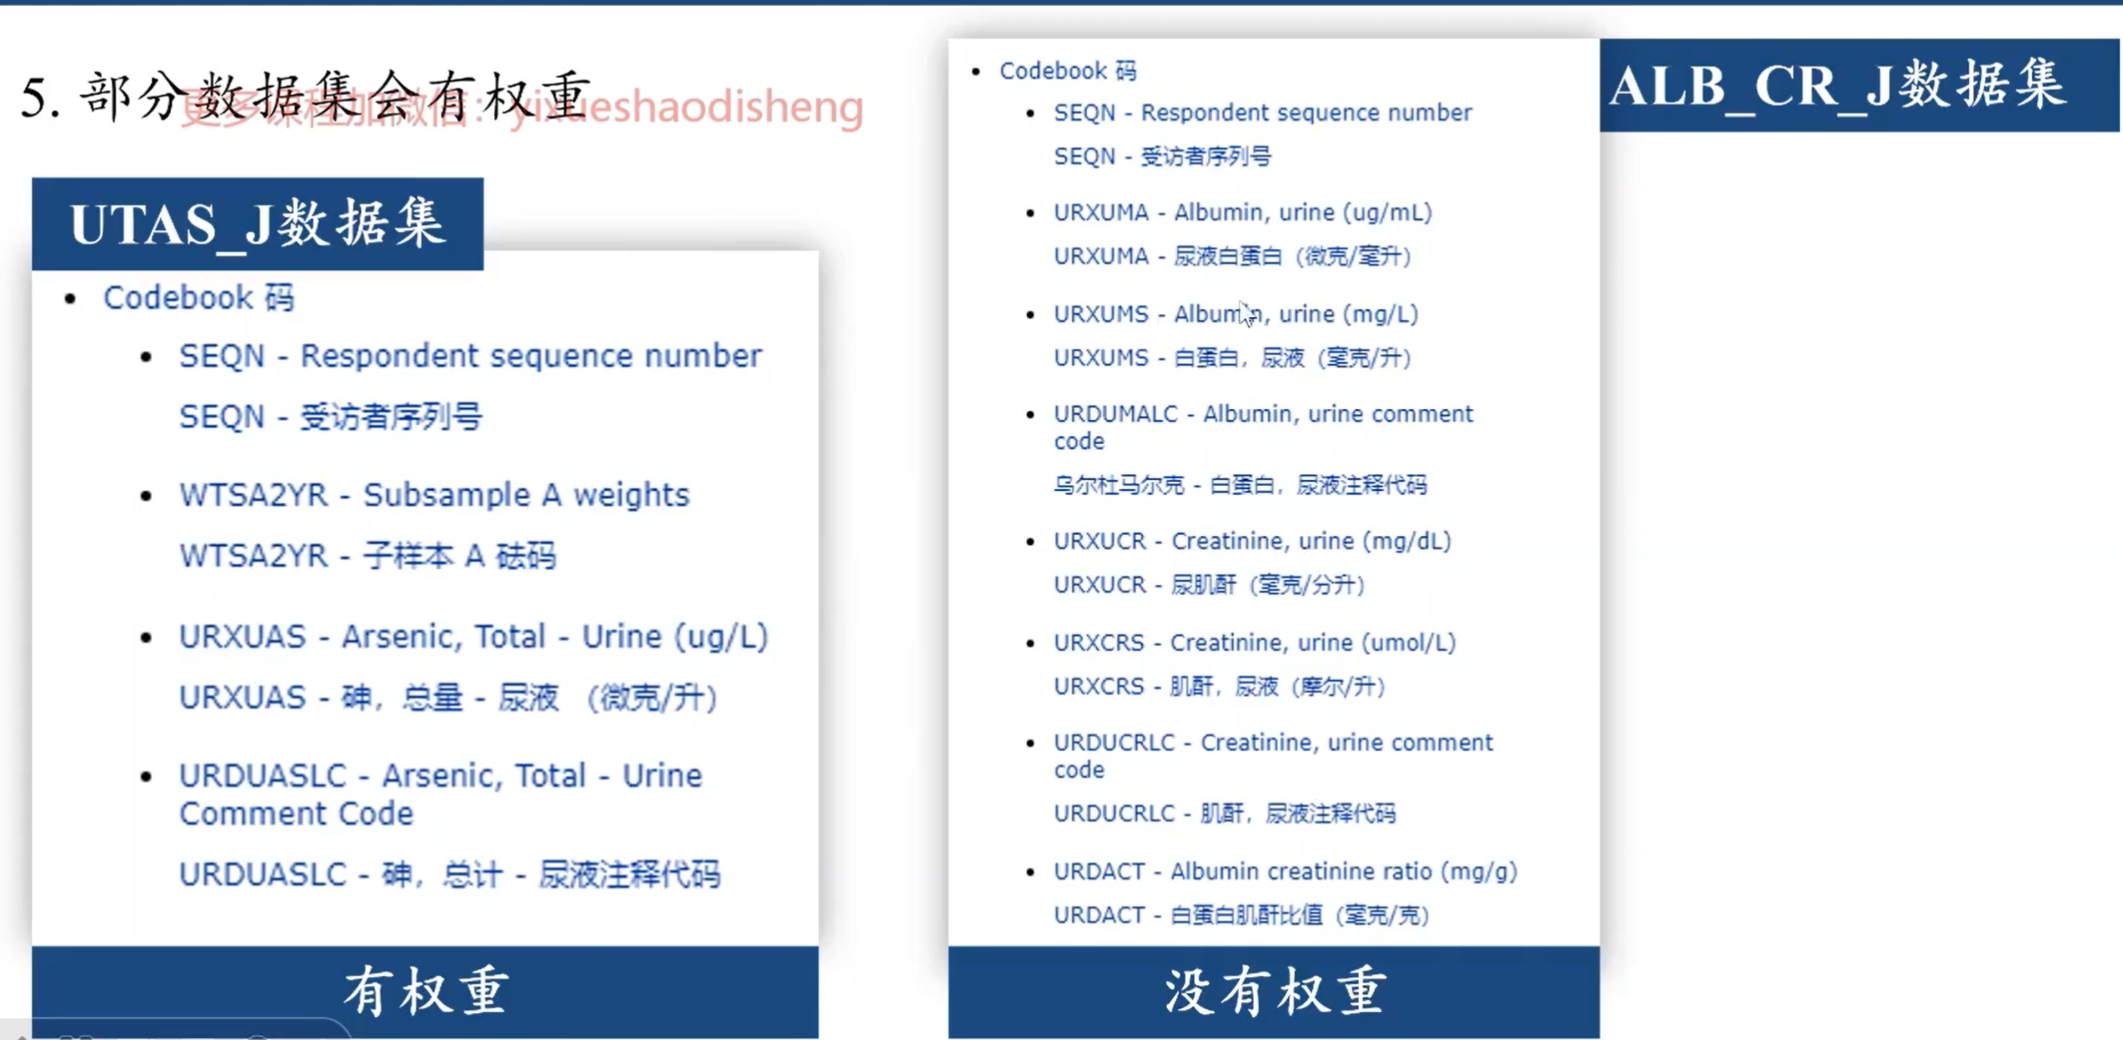 5. 部分数据集会有权重
更多课程加微信：yixueshaodisheng
UTAS_J数据集
Codebook 码
SEQN - Respondent sequence number
SEQN - 受访者序列号
WTSA2YR - Subsample A weights
WTSA2YR - 子样本 A 砝码
URXUAS - Arsenic, Total - Urine (ug/L)
URXUAS - 砷，总量 - 尿液 （微克/升）
URDUASLC - Arsenic, Total - Urine
Comment Code
URDUASLC - 砷，总计 - 尿液注释代码
有权重
ALB_CR_J数据集
Codebook 码
SEQN - Respondent sequence number
SEQN - 受访者序列号
URXUMA - Albumin, urine (ug/mL)
URXUMA - 尿液白蛋白（微克/毫升）
URXUMS - Albumin, urine (mg/L)
URXUMS - 白蛋白，尿液（毫克/升）
URDUMALC - Albumin, urine comment
code
乌尔杜马尔克 - 白蛋白，尿液注释代码
URXUCR - Creatinine, urine (mg/dL)
URXUCR - 尿肌酐（毫克/分升）
URXCRS - Creatinine, urine (umol/L)
URXCRS - 肌酐，尿液（摩尔/升）
URDUCRLC - Creatinine, urine comment
code
URDUCRLC - 肌酐，尿液注释代码
URDACT - Albumin creatinine ratio (mg/g)
URDACT - 白蛋白肌酐比值（毫克/克）
没有权重